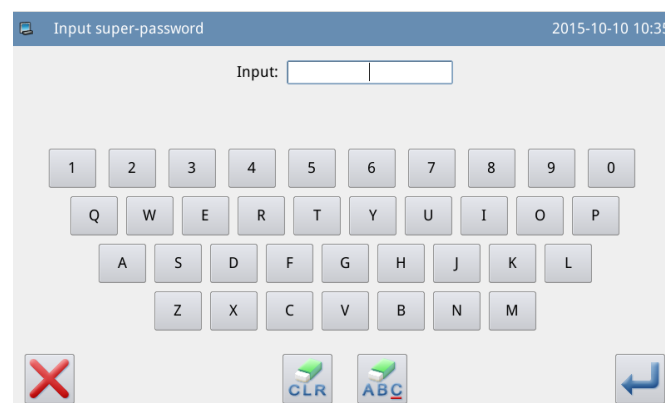 Input super-password 2015-10-10 10:35
Input:
1 2 3 4 5 6 7 8 9 0
Q W E R T Y U I O P
A S D F G H J K L
Z X C V B N M
CLR ABC